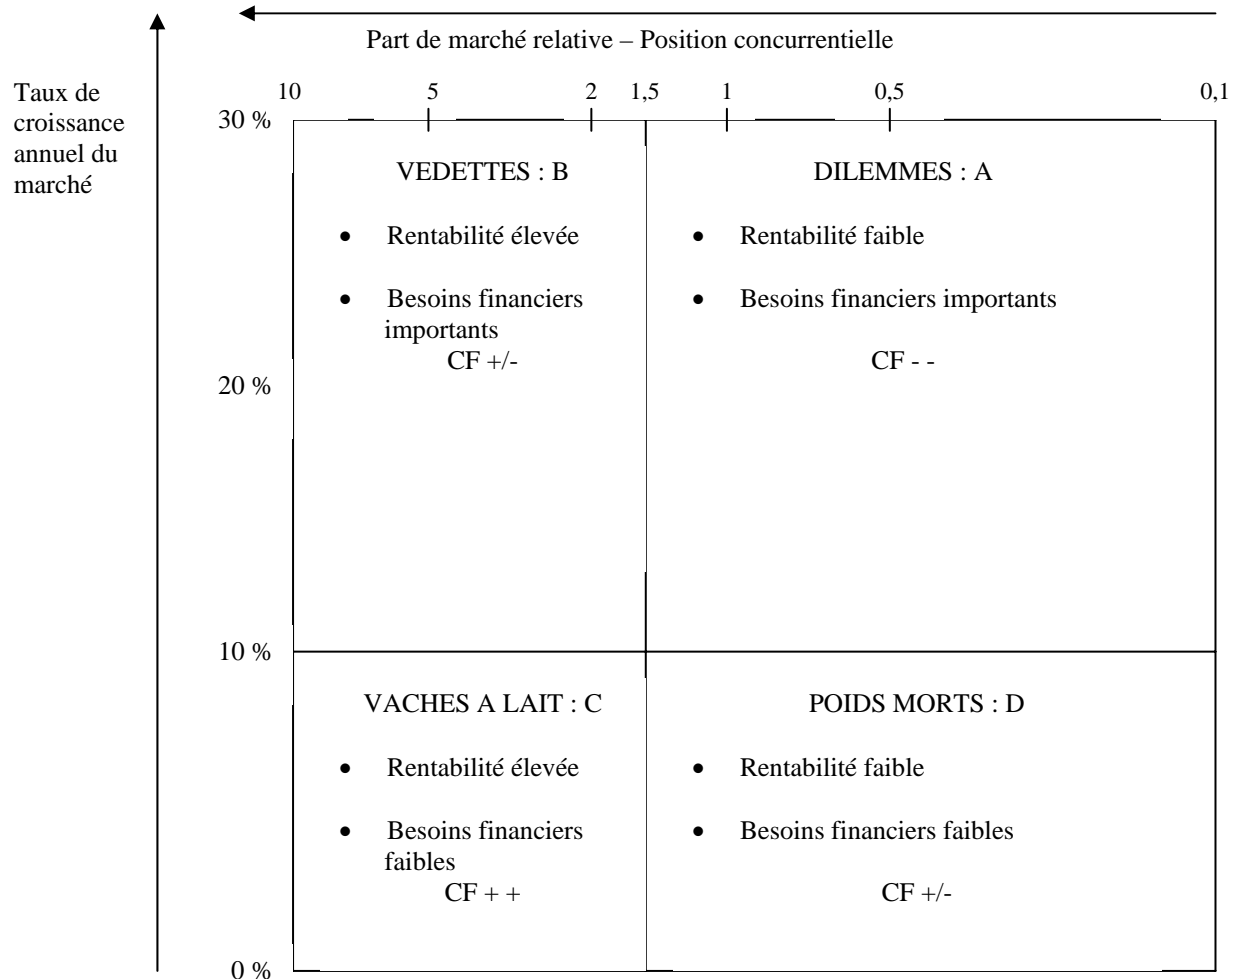 Part de marché relative – Position concurrentielle
Taux de
croissance
annuel du
marché
10 5 2 1,5 1 0,5 0,1
30 %
VEDETTES : B
• Rentabilité élevée
• Besoins financiers
importants
CF +/-
DILEMMES : A
• Rentabilité faible
• Besoins financiers importants
CF - -
20 %
10 %
VACHES A LAIT : C
• Rentabilité élevée
• Besoins financiers
faibles
CF + +
POIDS MORTS : D
• Rentabilité faible
• Besoins financiers faibles
CF +/-
0 %